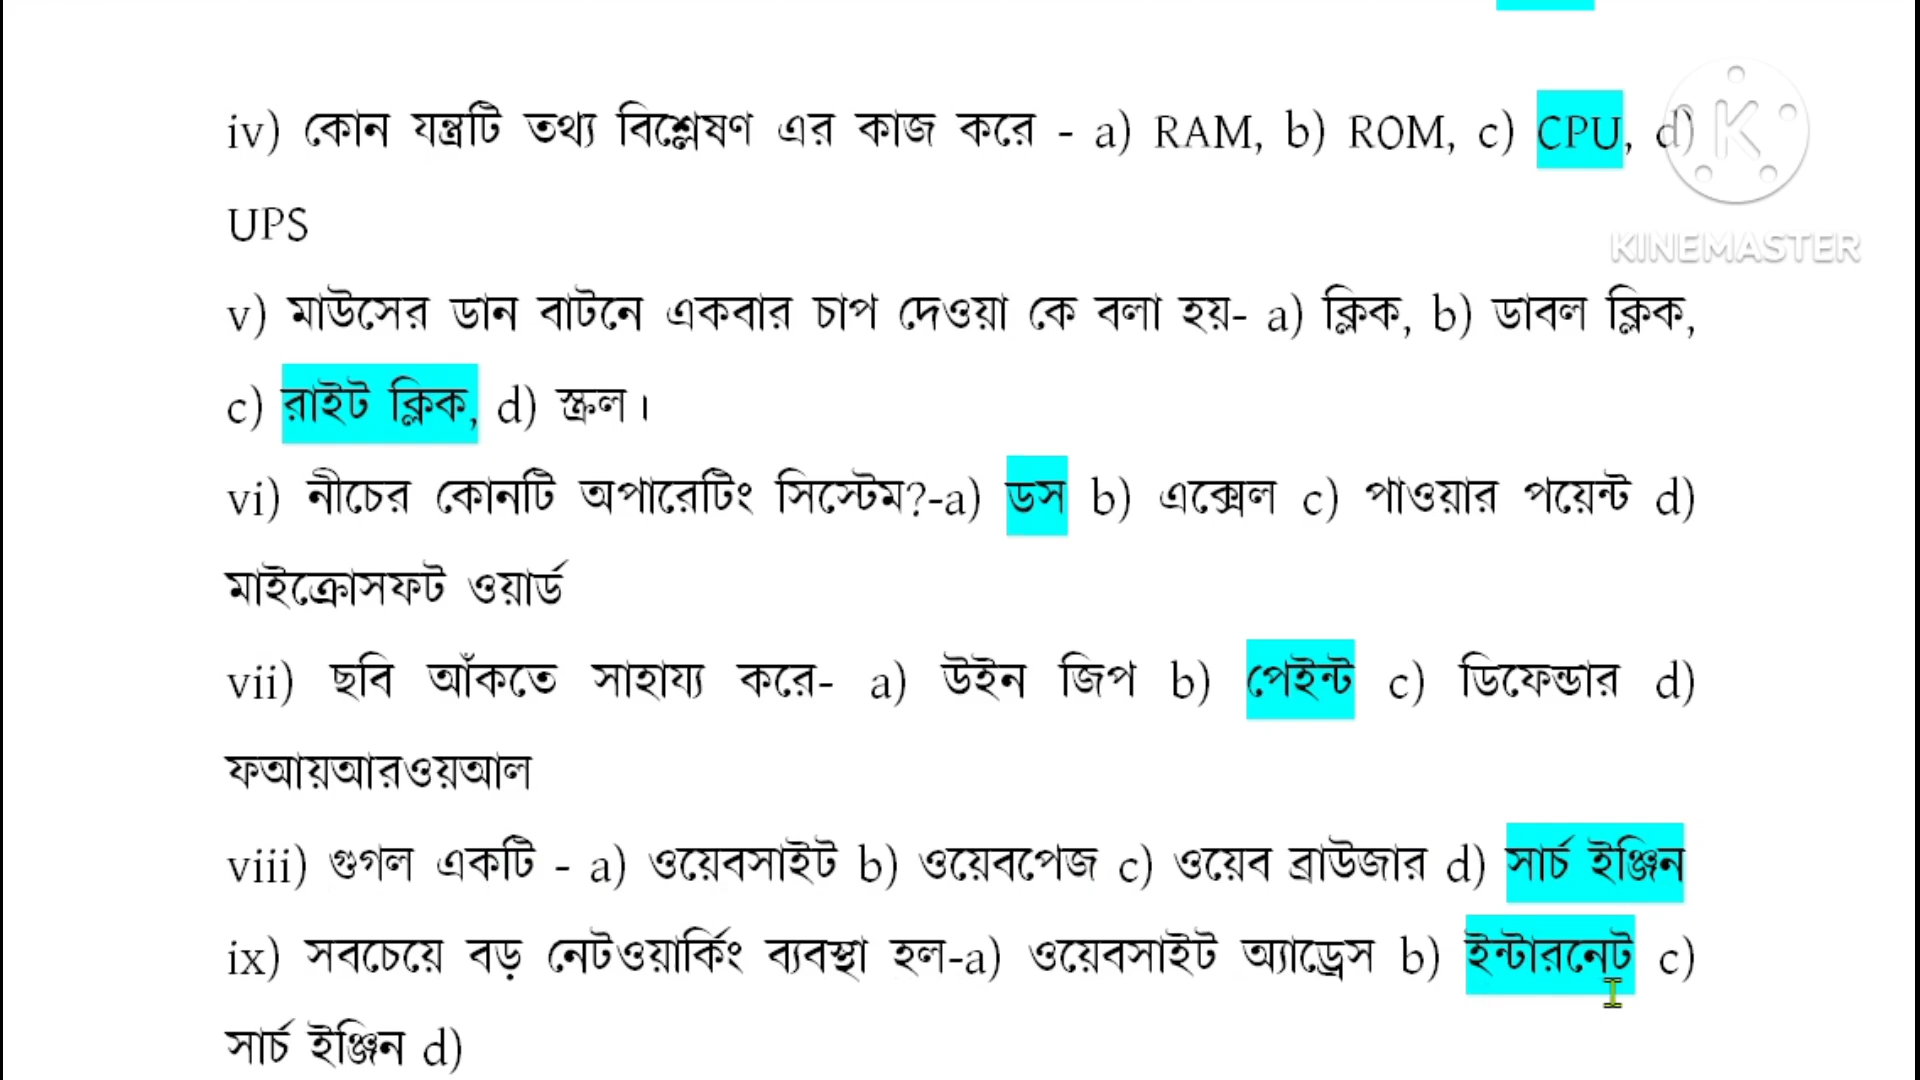 iv) কোন যন্ত্রটি তথ্য বিশ্লেষণ এর কাজ করে - a) RAM, b) ROM, c) CPU, d)
KINEMASTER
UPS
v) মাউসের ডান বাটনে একবার চাপ দেওয়া কে বলা হয়- a) ক্লিক, b) ডাবল ক্লিক,
c) রাইট ক্লিক, d) স্ক্রল।
vi) নীচের কোনটি অপারেটিং সিস্টেম?-a) ডস b) এক্সেল c) পাওয়ার পয়েন্ট d)
মাইক্রোসফট ওয়ার্ড
vii) ছবি আঁকতে সাহায্য করে- a) উইন জিপ b) পেইন্ট c) ডিফেন্ডার d)
ফআয়আরওয়আল
viii) গুগল একটি - a) ওয়েবসাইট b) ওয়েবপেজ c) ওয়েব ব্রাউজার d) সার্চ ইঞ্জিন
ix) সবচেয়ে বড় নেটওয়ার্কিং ব্যবস্থা হল-a) ওয়েবসাইট অ্যাড্রেস b) ইন্টারনেট c)
সার্চ ইঞ্জিন d)